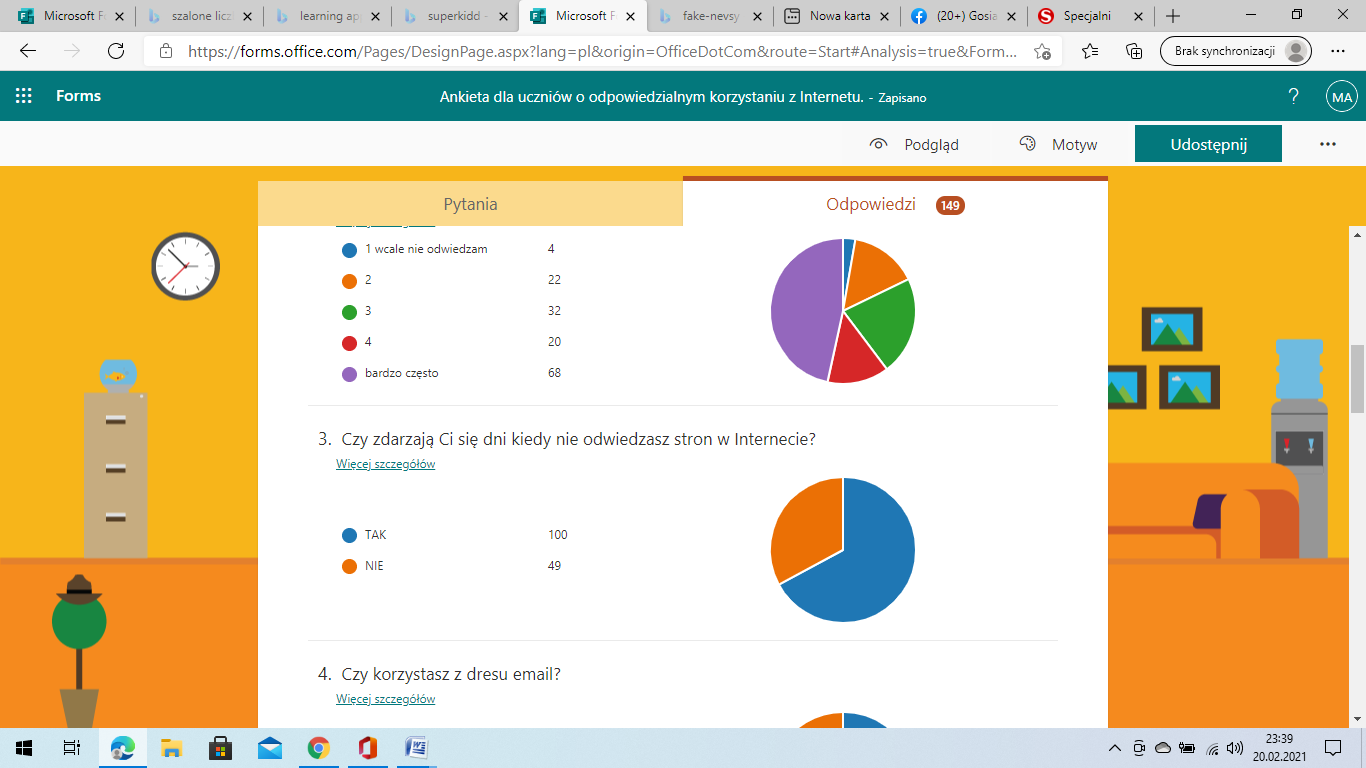 Microsoft Fo
szalone licz
learning ap
superkidd -
Microsoft F
fake-nevsy
Nowa karta
(20+) Gosia
Specjalni
https://forms.office.com/Pages/DesignPage.aspx?lang=pl&origin=OfficeDotCom&route=Start#Analysis=true&Form...
Brak synchronizacji
Forms
Ankieta dla uczniów o odpowiedzialnym korzystaniu z Internetu. - Zapisano
?
MA
Podgląd
Motyw
Udostępnij
Pytania
Odpowiedzi 149
1 wcale nie odwiedzam 4
2 22
3 32
4 20
bardzo często 68
3. Czy zdarzają Ci się dni kiedy nie odwiedzasz stron w Internecie?
Więcej szczegółów
TAK 100
NIE 49
4. Czy korzystasz z dresu email?
Więcej szczegółów
23:39
20.02.2021